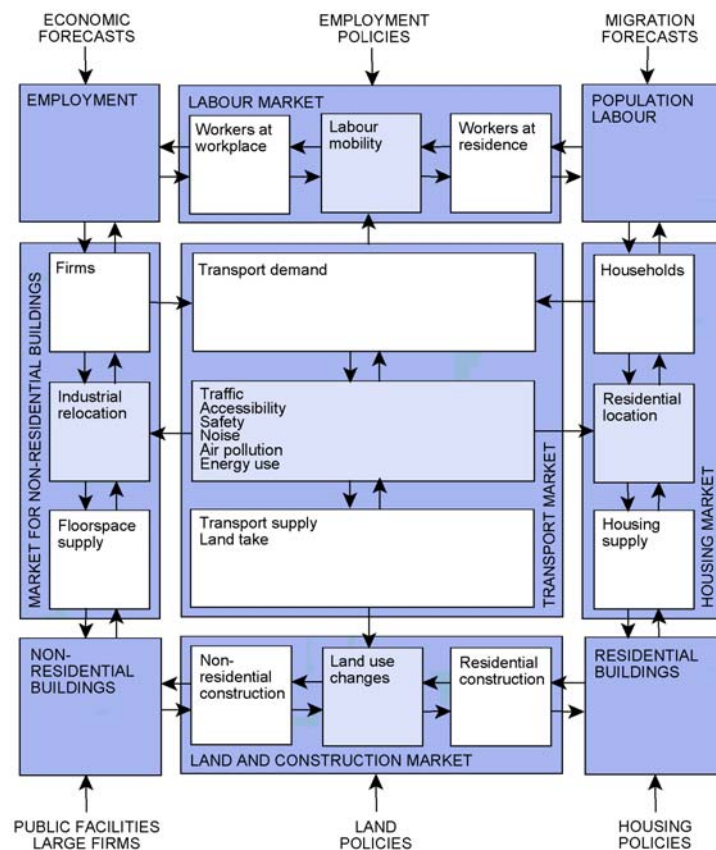 ECONOMIC
FORECASTS
EMPLOYMENT
POLICIES
MIGRATION
FORECASTS
EMPLOYMENT
LABOUR MARKET
POPULATION
LABOUR
Workers at
workplace
Labour
mobility
Workers at
residence
MARKET FOR NON-RESIDENTIAL BUILDINGS
Firms
Industrial
relocation
Floorspace
supply
Transport demand
Traffic
Accessibility
Safety
Noise
Air pollution
Energy use
Transport supply
Land take
TRANSPORT MARKET
Households
Residential
location
Housing
supply
HOUSING MARKET
NON-
RESIDENTIAL
BUILDINGS
Non-
residential
construction
Land use
changes
Residential
construction
LAND AND CONSTRUCTION MARKET
RESIDENTIAL
BUILDINGS
PUBLIC FACILITIES
LARGE FIRMS
LAND
POLICIES
HOUSING
POLICIES